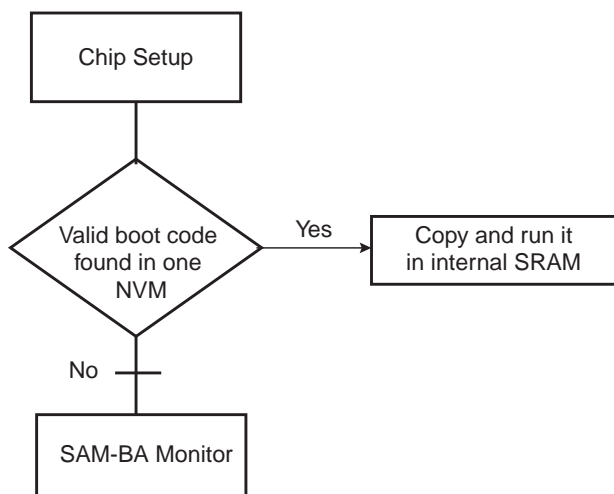 Chip Setup
Valid boot code
found in one
NVM
Yes
Copy and run it
in internal SRAM
No
SAM-BA Monitor